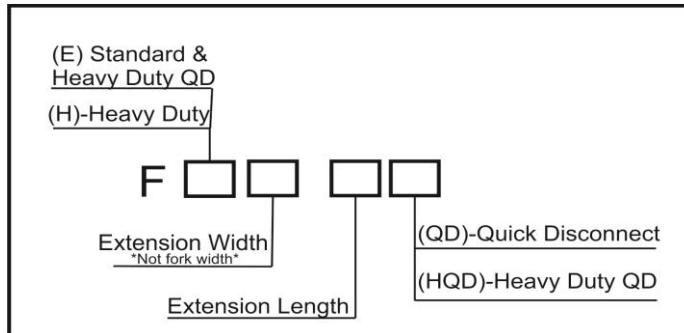 (E) Standard &
Heavy Duty QD
(H)-Heavy Duty
F
Extension Width
*Not fork width*
Extension Length
(QD)-Quick Disconnect
(HQD)-Heavy Duty QD